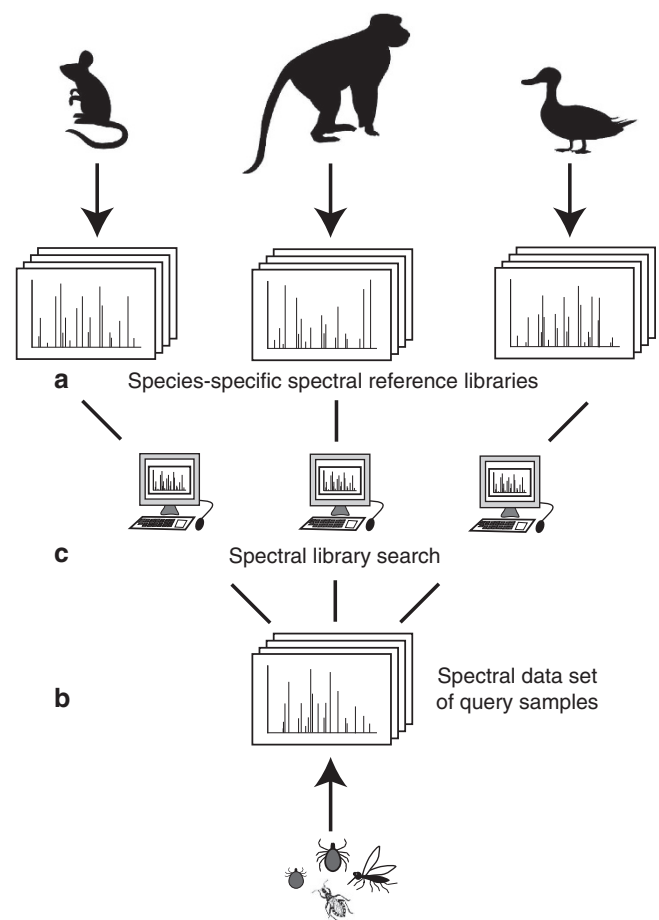 a Species-specific spectral reference libraries
c Spectral library search
b Spectral data set
of query samples